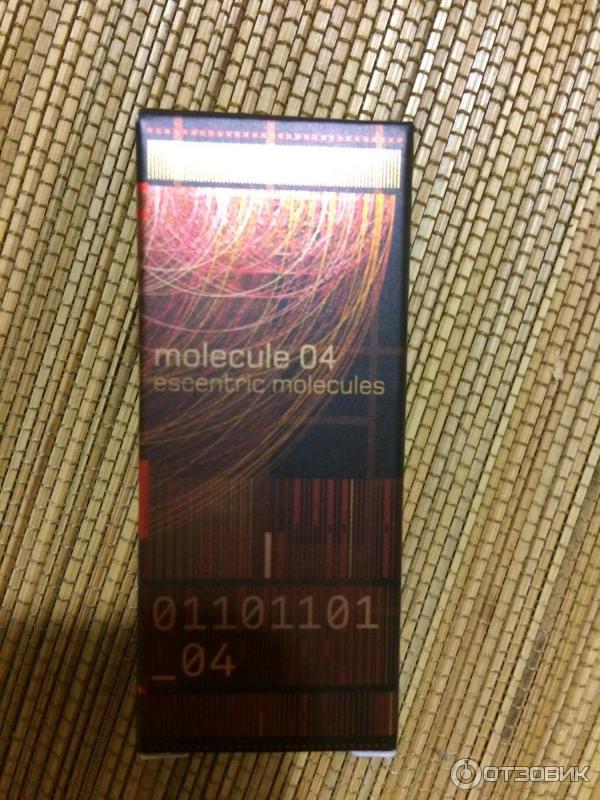 molecule 04
escentric molecules
01101101
_04
ОТЗОВИК